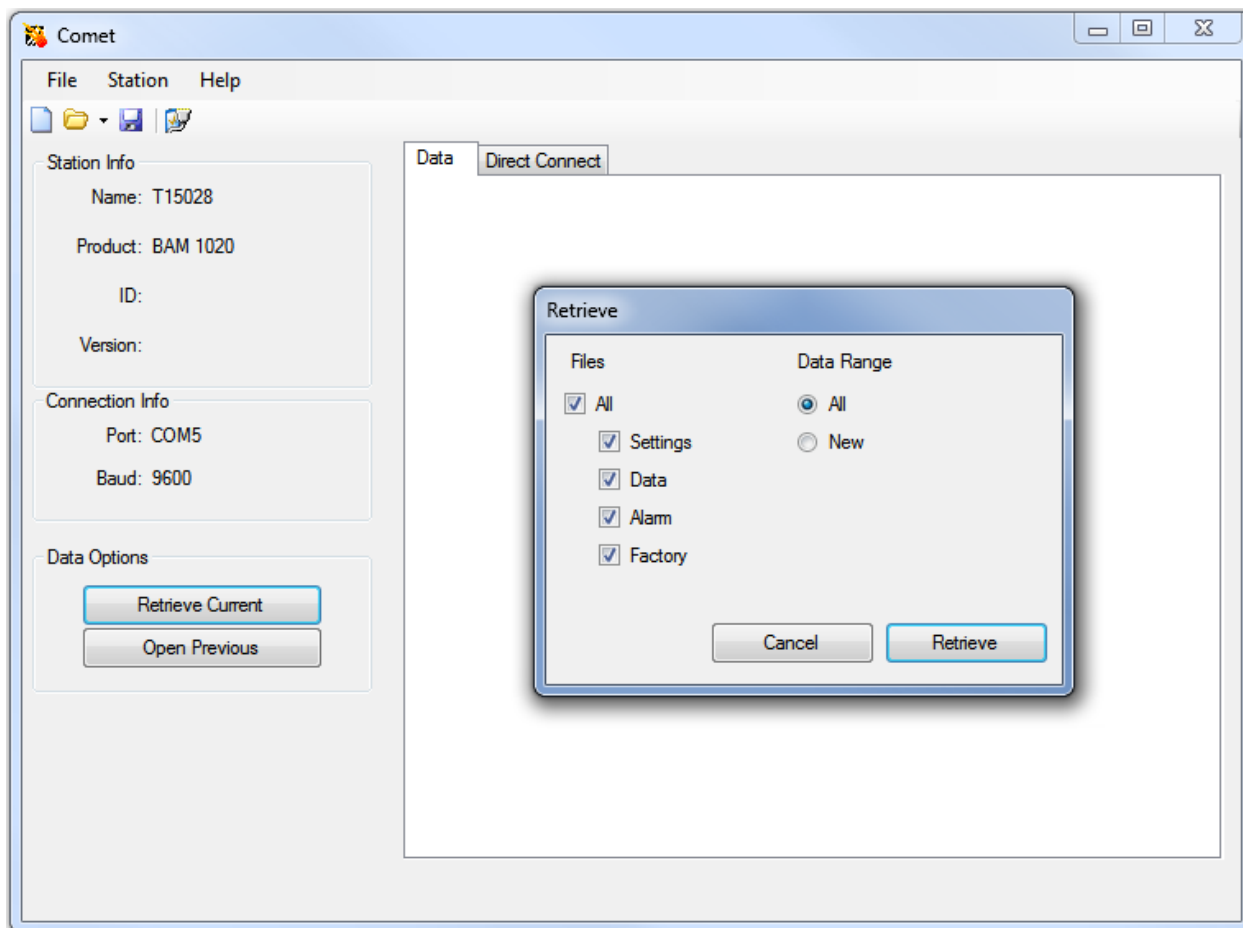 Comet
File Station Help
Station Info
Name: T15028
Product: BAM 1020
ID:
Version:
Connection Info
Port: COM5
Baud: 9600
Data Options
Retrieve Current
Open Previous
Data Direct Connect
Retrieve
Files Data Range
All All
Settings New
Data
Alarm
Factory
Cancel Retrieve